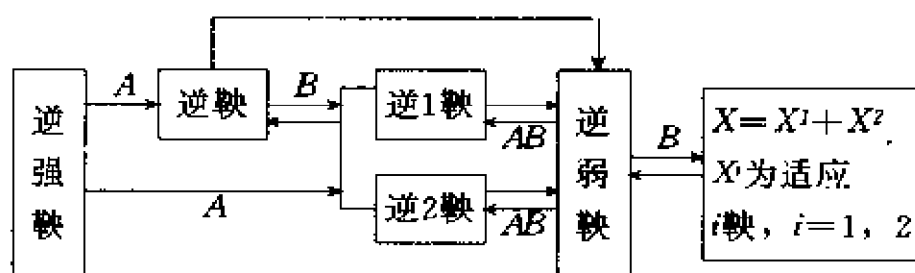 逆强鞅
A
逆鞅
B
逆1鞅
AB
逆2鞅
AB
A
逆弱鞅
B
X=X¹+X².
Xⁱ为适应
i鞅，i=1，2